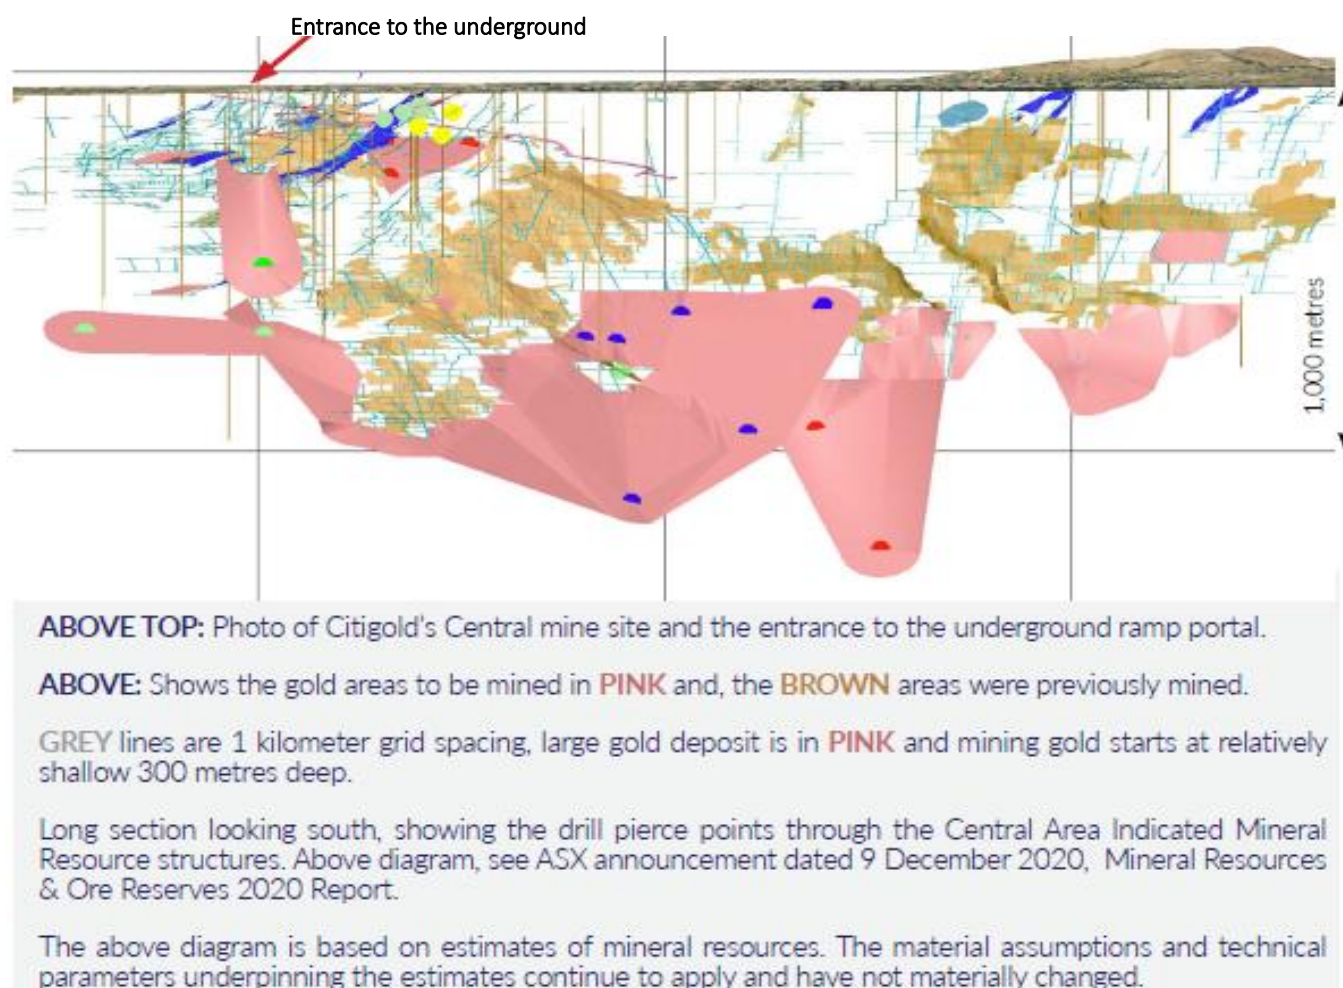 Entrance to the underground
1,000 metres
ABOVE TOP: Photo of Citigold's Central mine site and the entrance to the underground ramp portal.
ABOVE: Shows the gold areas to be mined in PINK and, the BROWN areas were previously mined.
GREY lines are 1 kilometer grid spacing, large gold deposit is in PINK and mining gold starts at relatively
shallow 300 metres deep.
Long section looking south, showing the drill pierce points through the Central Area Indicated Mineral
Resource structures. Above diagram, see ASX announcement dated 9 December 2020, Mineral Resources
& Ore Reserves 2020 Report.
The above diagram is based on estimates of mineral resources. The material assumptions and technical
parameters underpinning the estimates continue to apply and have not materially changed.